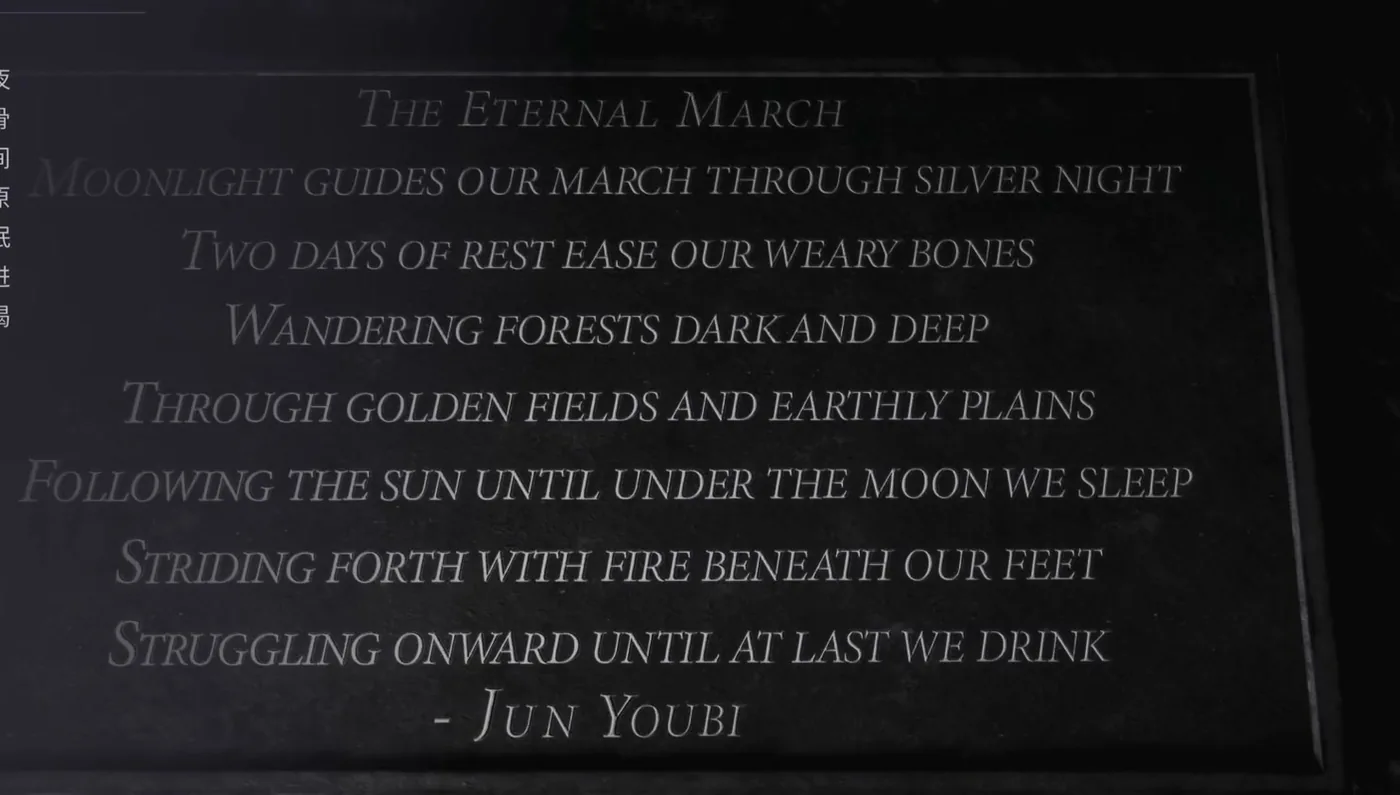 The Eternal March
Moonlight guides our march through silver night
Two days of rest ease our weary bones
Wandering forests dark and deep
Through golden fields and earthly plains
Following the sun until under the moon we sleep
Striding forth with fire beneath our feet
Struggling onward until at last we drink
- Jun Youbi